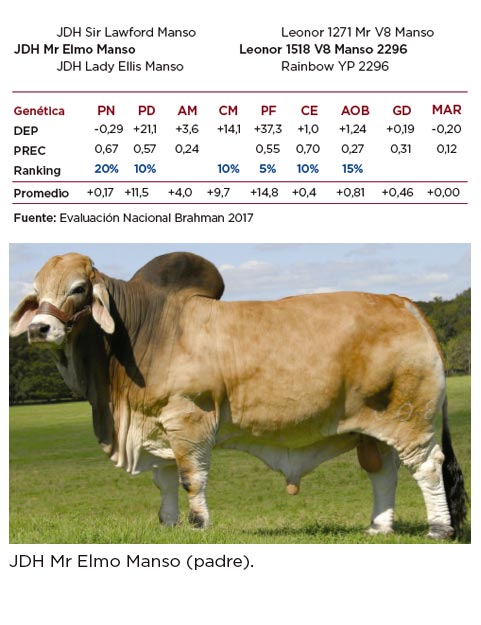 JDH Sir Lawford Manso Leonor 1271 Mr V8 Manso
JDH Mr Elmo Manso Leonor 1518 V8 Manso 2296
JDH Lady Ellis Manso Rainbow YP 2296
Genética PN PD AM CM PF CE AOB GD MAR
DEP -0,29 +21,1 +3,6 +14,1 +37,3 +1,0 +1,24 +0,19 -0,20
PREC 0,67 0,57 0,24 0,55 0,70 0,27 0,31 0,12
Ranking 20% 10% 10% 5% 10% 15%
Promedio +0,17 +11,5 +4,0 +9,7 +14,8 +0,4 +0,81 +0,46 +0,00
Fuente: Evaluación Nacional Brahman 2017
JDH Mr Elmo Manso (padre).